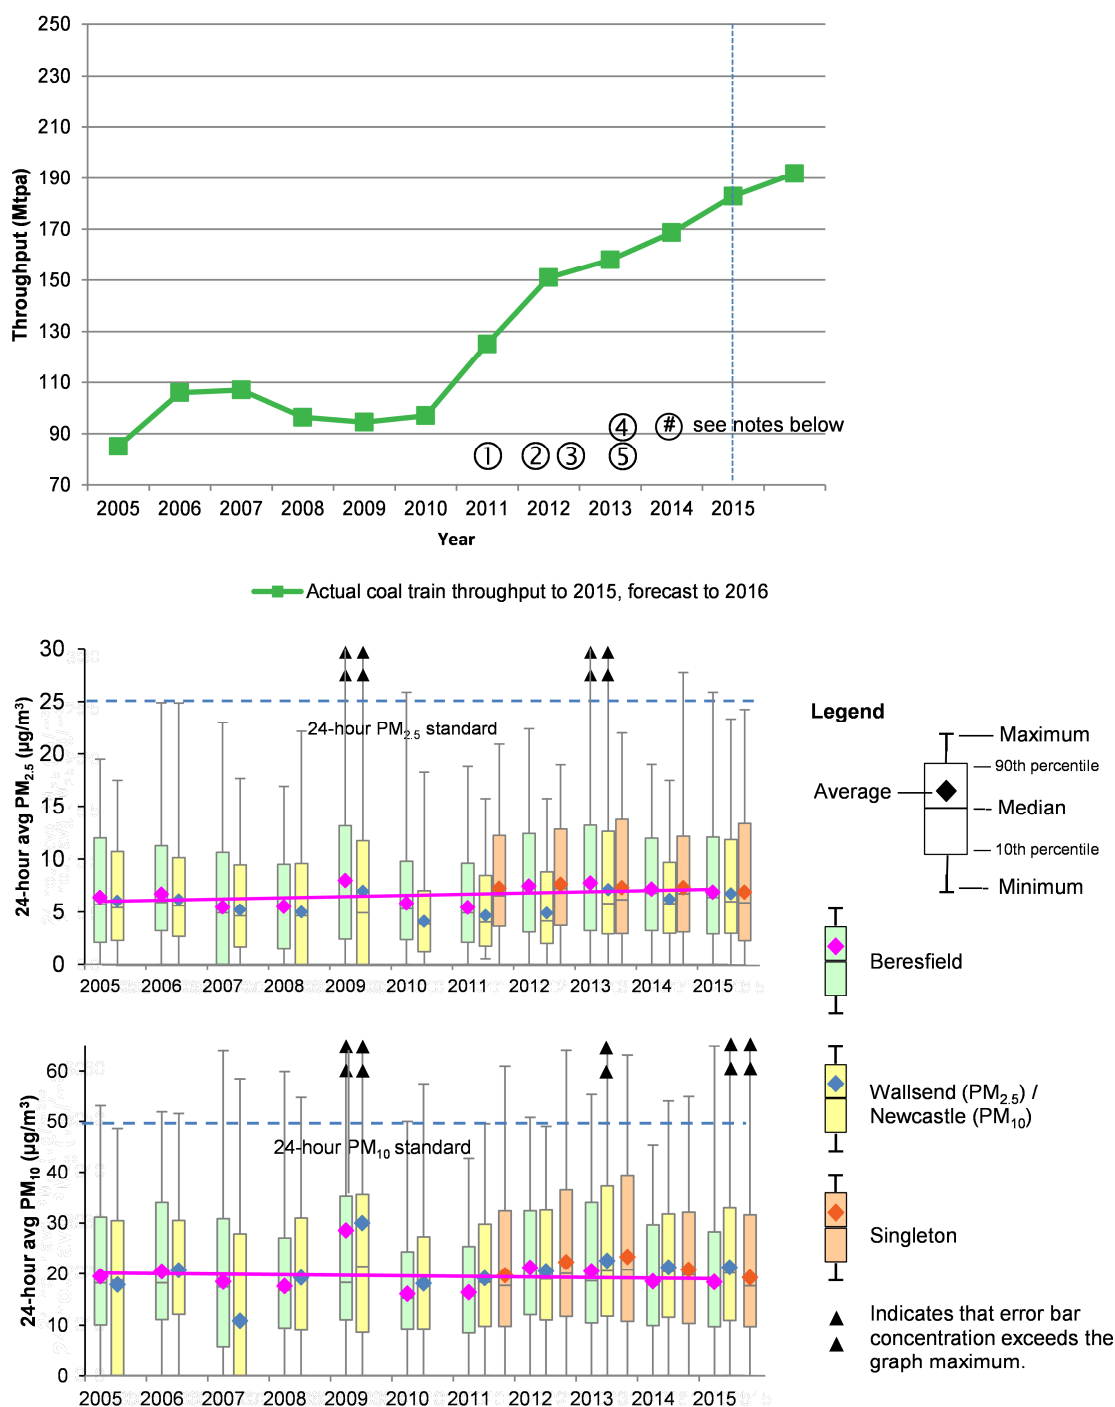 250
230
210
190
170
150
130
110
90
70
Throughput (Mtpa)
④ # see notes below
① ② ③ ⑤
2005 2006 2007 2008 2009 2010 2011 2012 2013 2014 2015
Year
Actual coal train throughput to 2015, forecast to 2016
30
25
20
15
10
5
0
24-hour avg PM2.5 (µg/m³)
24-hour PM2.5 standard
2005 2006 2007 2008 2009 2010 2011 2012 2013 2014 2015
60
50
40
30
20
10
0
24-hour avg PM10 (µg/m³)
24-hour PM10 standard
2005 2006 2007 2008 2009 2010 2011 2012 2013 2014 2015
Legend
Maximum
90th percentile
Average
Median
10th percentile
Minimum
Beresfield
Wallsend (PM2.5) /
Newcastle (PM10)
Singleton
Indicates that error bar
concentration exceeds the
graph maximum.